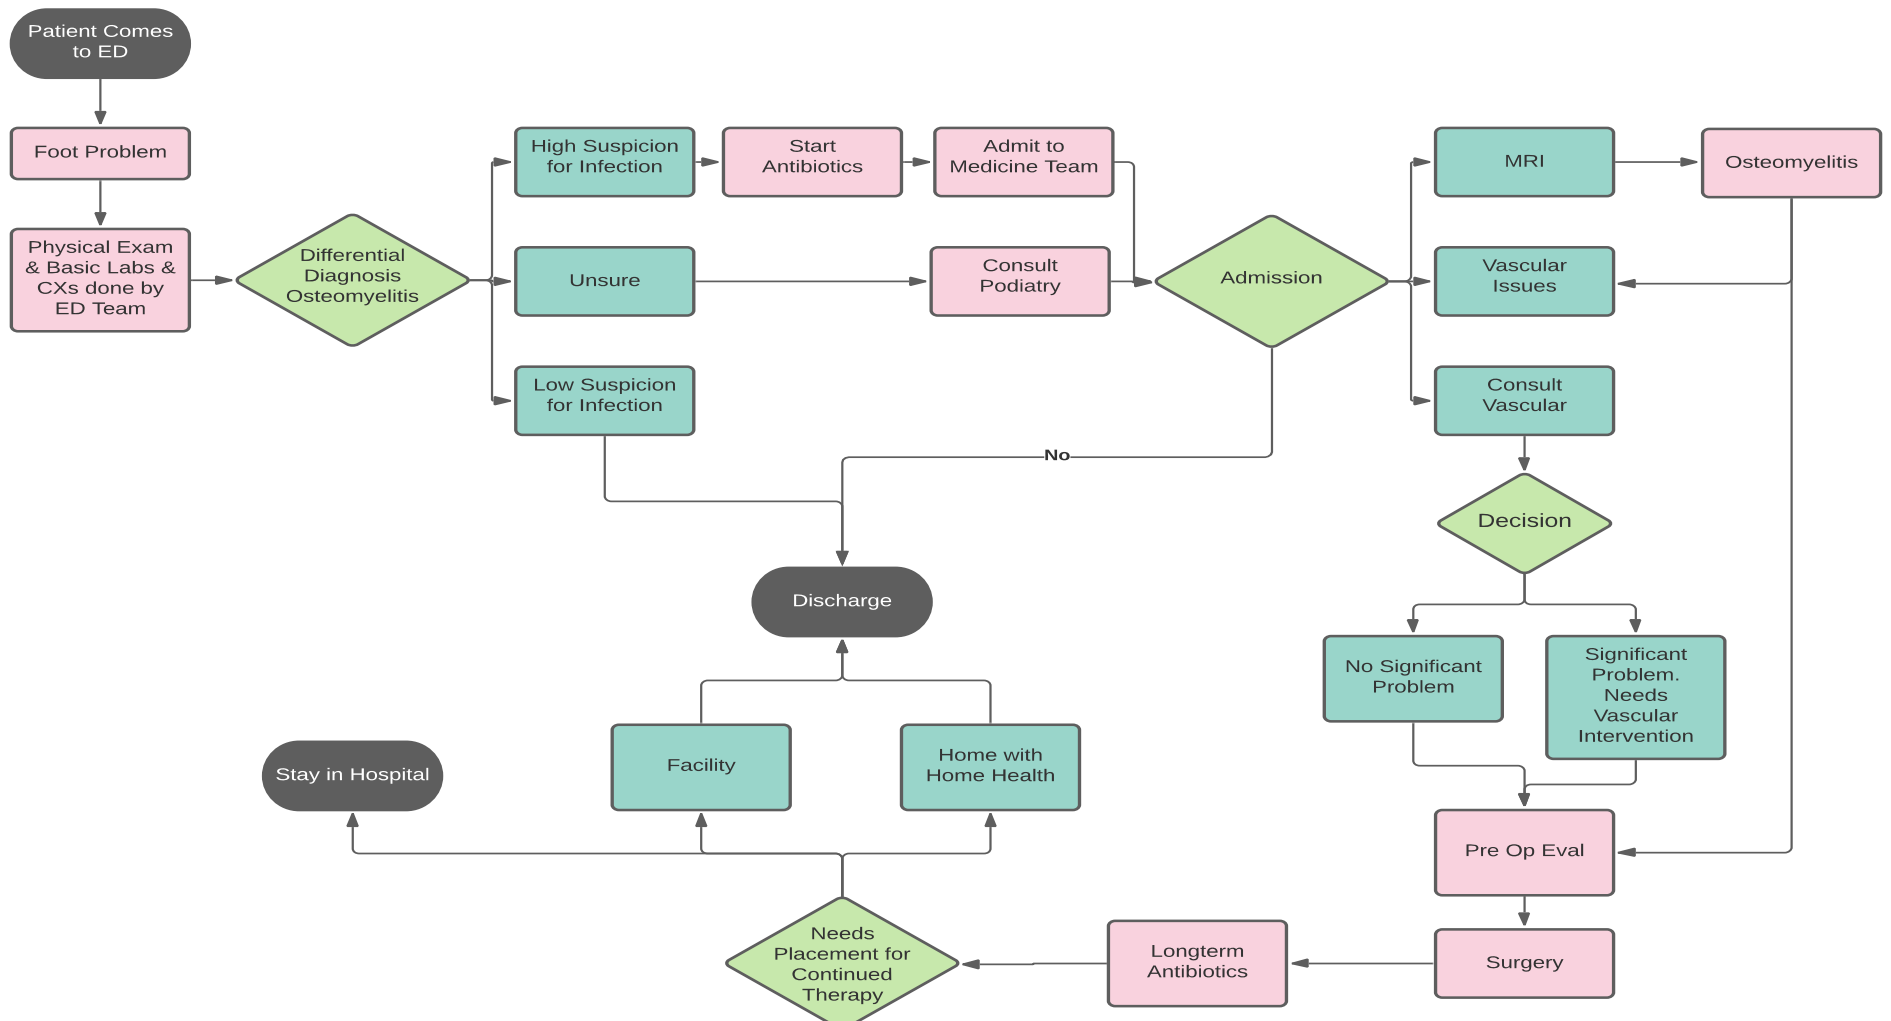 Patient Comes
to ED
Foot Problem
Physical Exam
& Basic Labs &
CXs done by
ED Team
Differential
Diagnosis
Osteomyelitis
High Suspicion
for Infection
Start
Antibiotics
Admit to
Medicine Team
Unsure
Consult
Podiatry
Low Suspicion
for Infection
Admission
No
MRI
Osteomyelitis
Vascular
Issues
Consult
Vascular
Decision
No Significant
Problem
Significant
Problem.
Needs
Vascular
Intervention
Pre Op Eval
Surgery
Longterm
Antibiotics
Needs
Placement for
Continued
Therapy
Stay in Hospital
Facility
Home with
Home Health
Discharge